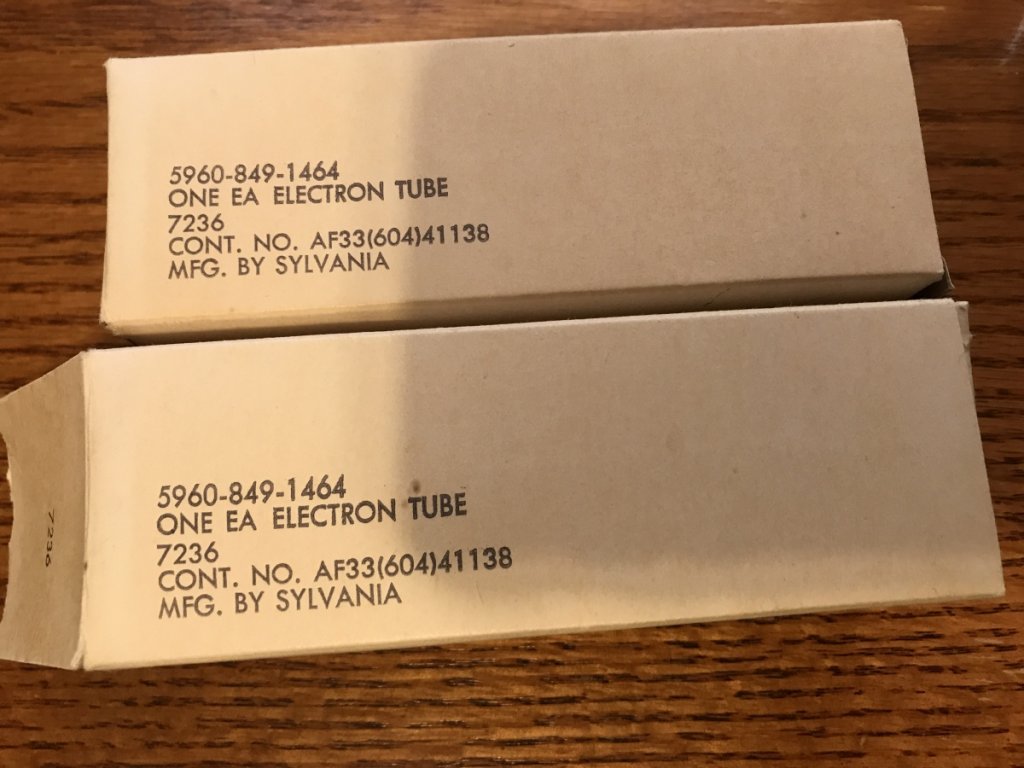 5960-849-1464
ONE EA ELECTRON TUBE
7236
CONT. NO. AF33(604)41138
MFG. BY SYLVANIA
5960-849-1464
ONE EA ELECTRON TUBE
7236
CONT. NO. AF33(604)41138
MFG. BY SYLVANIA
7236